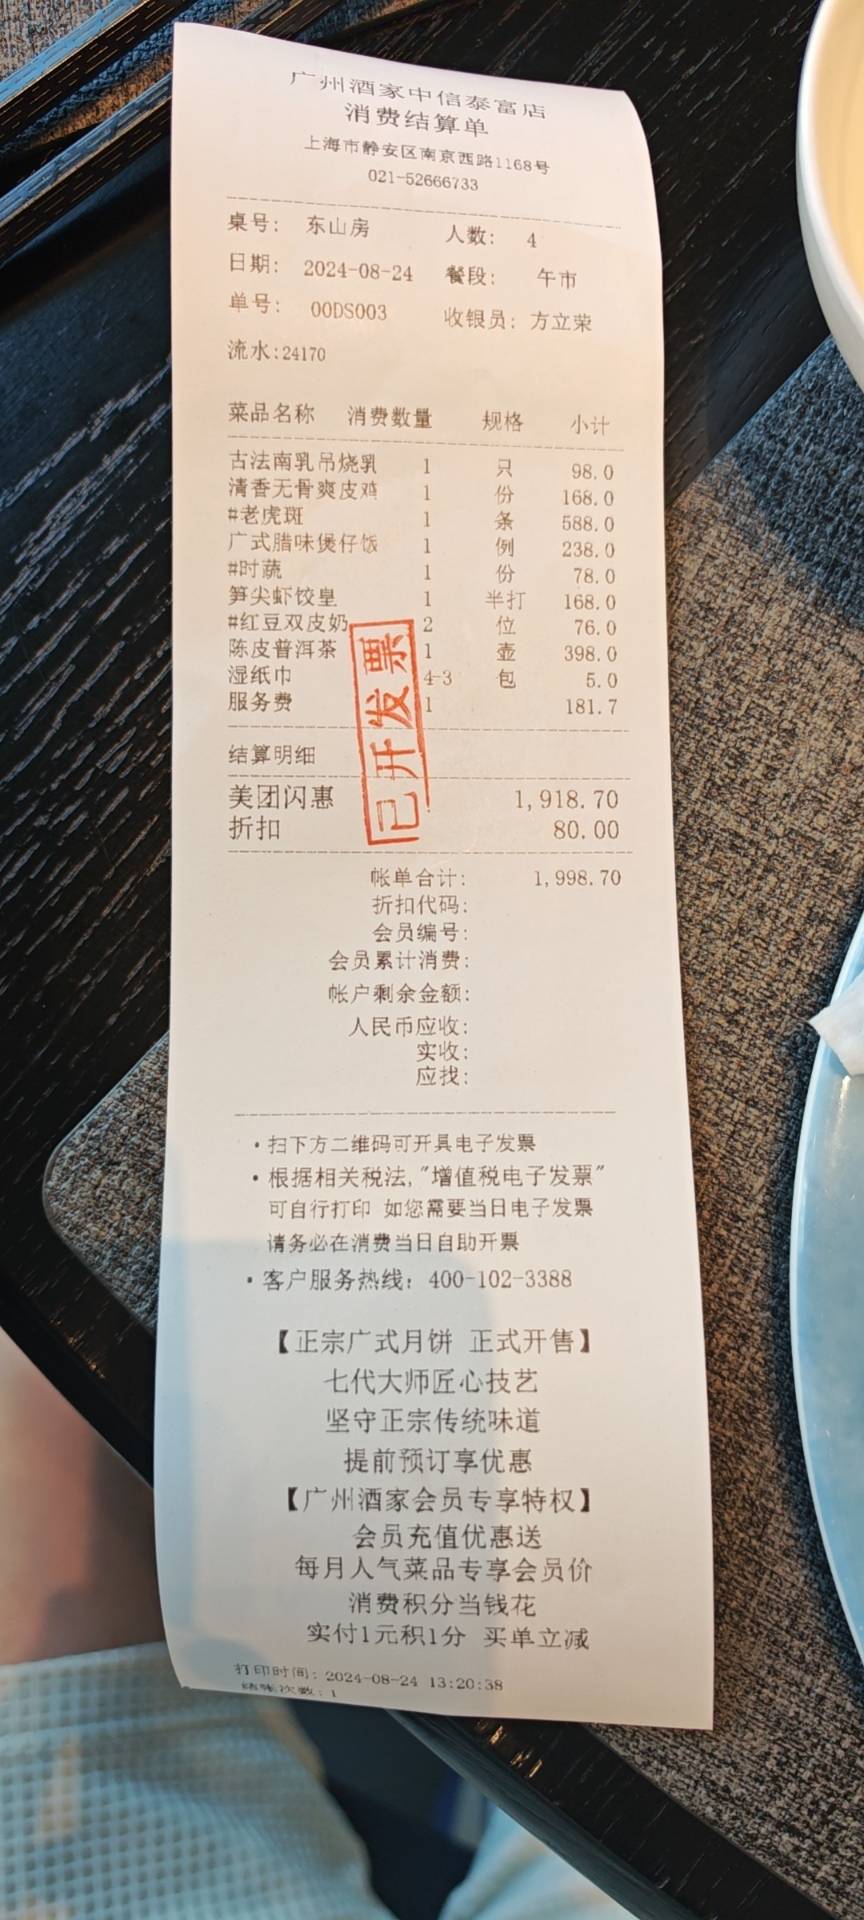 广州酒家中信泰富店
消费结算单
上海市静安区南京西路1168号
021-52666733
桌号: 东山房 人数: 4
日期: 2024-08-24 餐段: 午市
单号: 00DS003 收银员: 方立荣
流水:24170
菜品名称 消费数量 规格 小计
古法南乳吊烧乳 1 只 98.0
清香无骨爽皮鸡 1 份 168.0
#老虎斑 1 条 588.0
广式腊味煲仔饭 1 例 238.0
#时蔬 1 份 78.0
笋尖虾饺皇 1 半打 168.0
#红豆双皮奶 2 位 76.0
陈皮普洱茶 1 壶 398.0
湿纸巾 4-3 包 5.0
服务费 1 181.7
已开发票
结算明细
美团闪惠 1,918.70
折扣 80.00
帐单合计: 1,998.70
折扣代码:
会员编号:
会员累计消费:
帐户剩余金额:
人民币应收:
实收:
应找:
·扫下方二维码可开具电子发票
·根据相关税法,"增值税电子发票"
可自行打印 如您需要当日电子发票
请务必在消费当日自助开票
·客户服务热线: 400-102-3388
【正宗广式月饼 正式开售】
七代大师匠心技艺
坚守正宗传统味道
提前预订享优惠
【广州酒家会员专享特权】
会员充值优惠送
每月人气菜品专享会员价
消费积分当钱花
实付1元积1分 买单立减
打印时间: 2024-08-24 13:20:38
结帐次数: 1